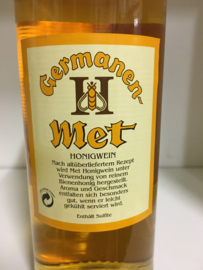 Germanen-
H
Met
HONIGWEIN
Nach altüberliefertem Rezept
wird Met Honigwein unter
Verwendung von reinem
Bienenhonig hergestellt.
Aroma und Geschmack
entfalten sich besonders
gut, wenn er leicht
gekühlt serviert wird.
Enthält Sulfite